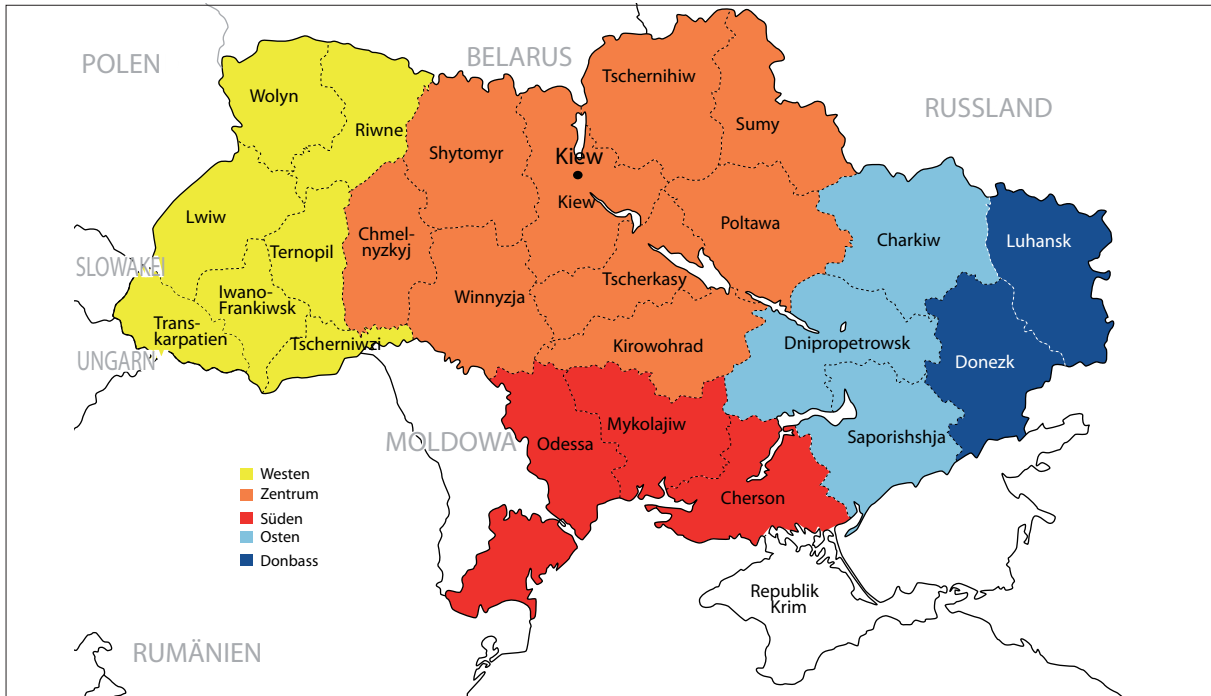 POLEN
BELARUS
RUSSLAND
Wolyn
Riwne
Tschernihiw
Sumy
Shytomyr
Kiew
Kiew
Lwiw
Ternopil
Chmel-
nyzkyj
Poltawa
Charkiw
Luhansk
SLOWAKEI
Iwano-
Frankiwsk
Winnyzja
Tscherkasy
Trans-
karpatien
Tscherniwzi
Kirowohrad
Dnipropetrowsk
Donezk
UNGARN
MOLDOWA
Odessa
Mykolajiw
Saporishshja
Cherson
Westen
Zentrum
Süden
Osten
Donbass
Republik
Krim
RUMÄNIEN